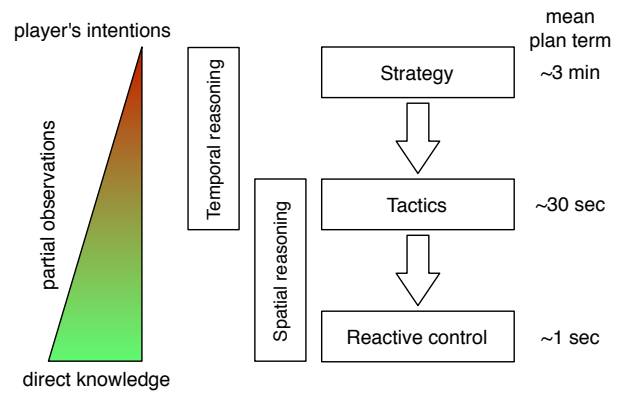 player's intentions
partial observations
direct knowledge
Temporal reasoning
Spatial reasoning
mean
plan term
Strategy
~3 min
Tactics
~30 sec
Reactive control
~1 sec